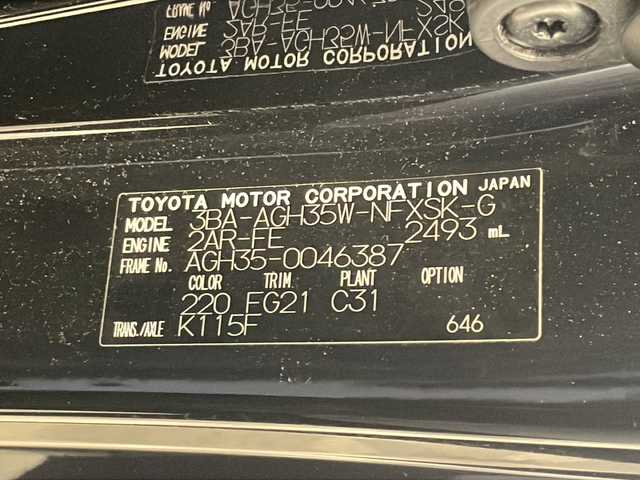 TOYOTA MOTOR CORPORATION JAPAN
MODEL 3BA-AGH35W-NFXSK-G
ENGINE 2AR-FE 2493 mL
FRAME No. AGH35-0046387
COLOR TRIM PLANT OPTION
220 FG21 C31
TRANS./AXLE K115F 646